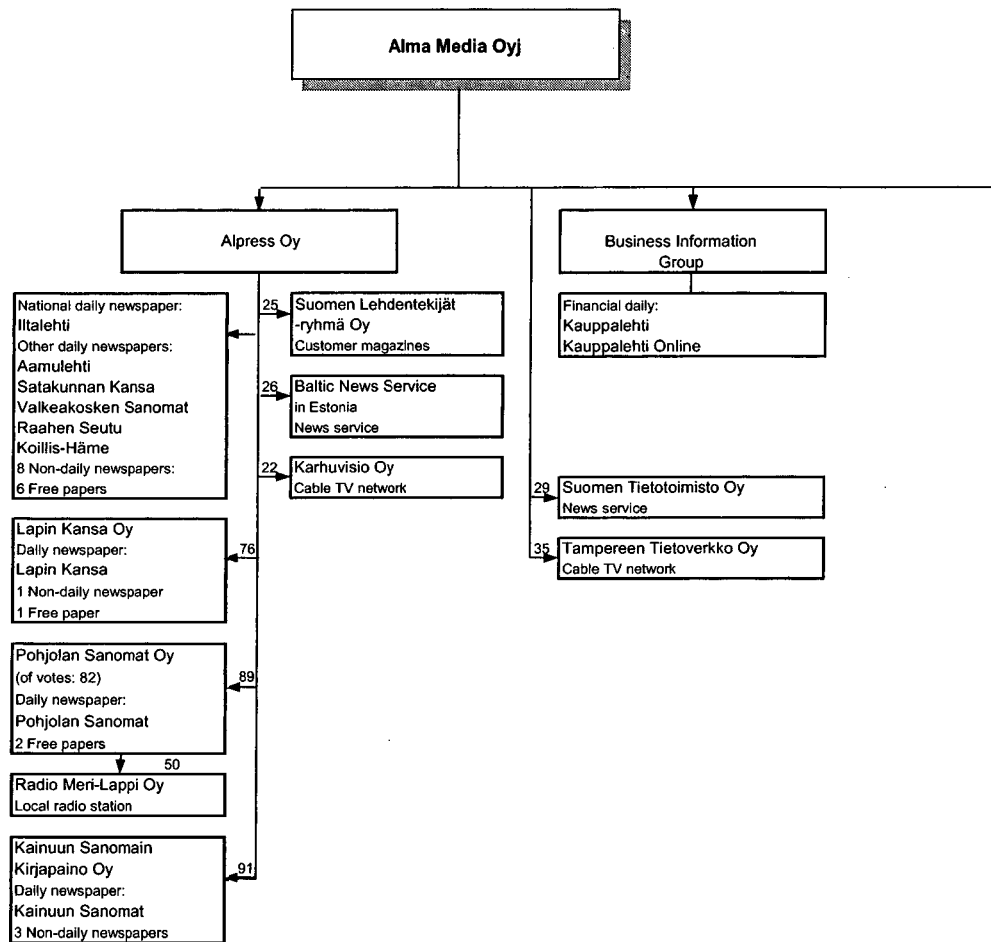 Alma Media Oyj
Alpress Oy
Business Information
Group
National daily newspaper:
Iltalehti
Other daily newspapers:
Aamulehti
Satakunnan Kansa
Valkeakosken Sanomat
Raahen Seutu
Koillis-Häme
8 Non-daily newspapers:
6 Free papers
25
Suomen Lehdentekijät
-ryhmä Oy
Customer magazines
26
Baltic News Service
in Estonia
News service
22
Karhuvisio Oy
Cable TV network
Financial daily:
Kauppalehti
Kauppalehti Online
29
Suomen Tietotoimisto Oy
News service
35
Tampereen Tietoverkko Oy
Cable TV network
Lapin Kansa Oy
Daily newspaper:
Lapin Kansa
1 Non-daily newspaper
1 Free paper
76
Pohjolan Sanomat Oy
(of votes: 82)
Daily newspaper:
Pohjolan Sanomat
2 Free papers
89
50
Radio Meri-Lappi Oy
Local radio station
Kainuun Sanomain
Kirjapaino Oy
Daily newspaper:
Kainuun Sanomat
3 Non-daily newspapers
91